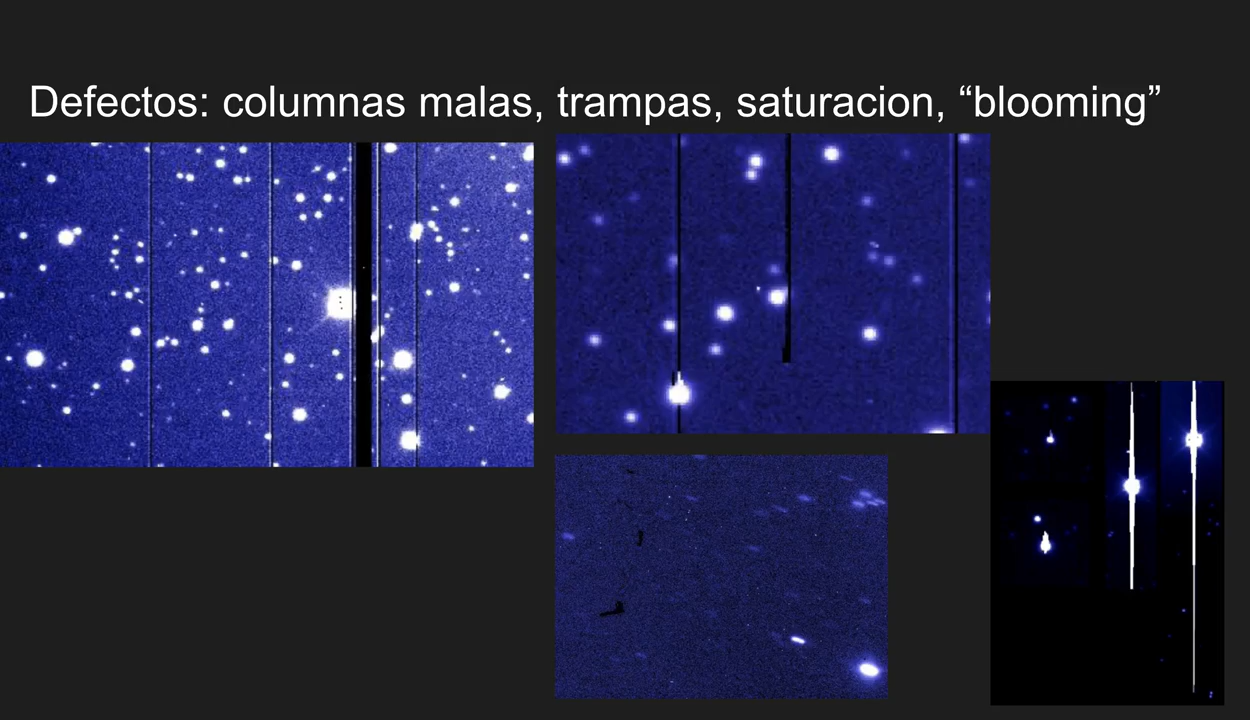 Defectos: columnas malas, trampas, saturacion, “blooming”